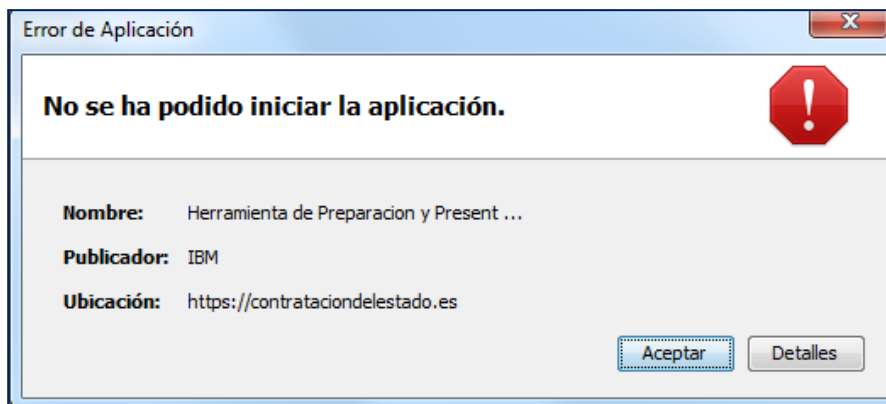 Error de Aplicación
No se ha podido iniciar la aplicación.
Nombre: Herramienta de Preparacion y Present ...
Publicador: IBM
Ubicación: https://contrataciondelestado.es
Aceptar Detalles